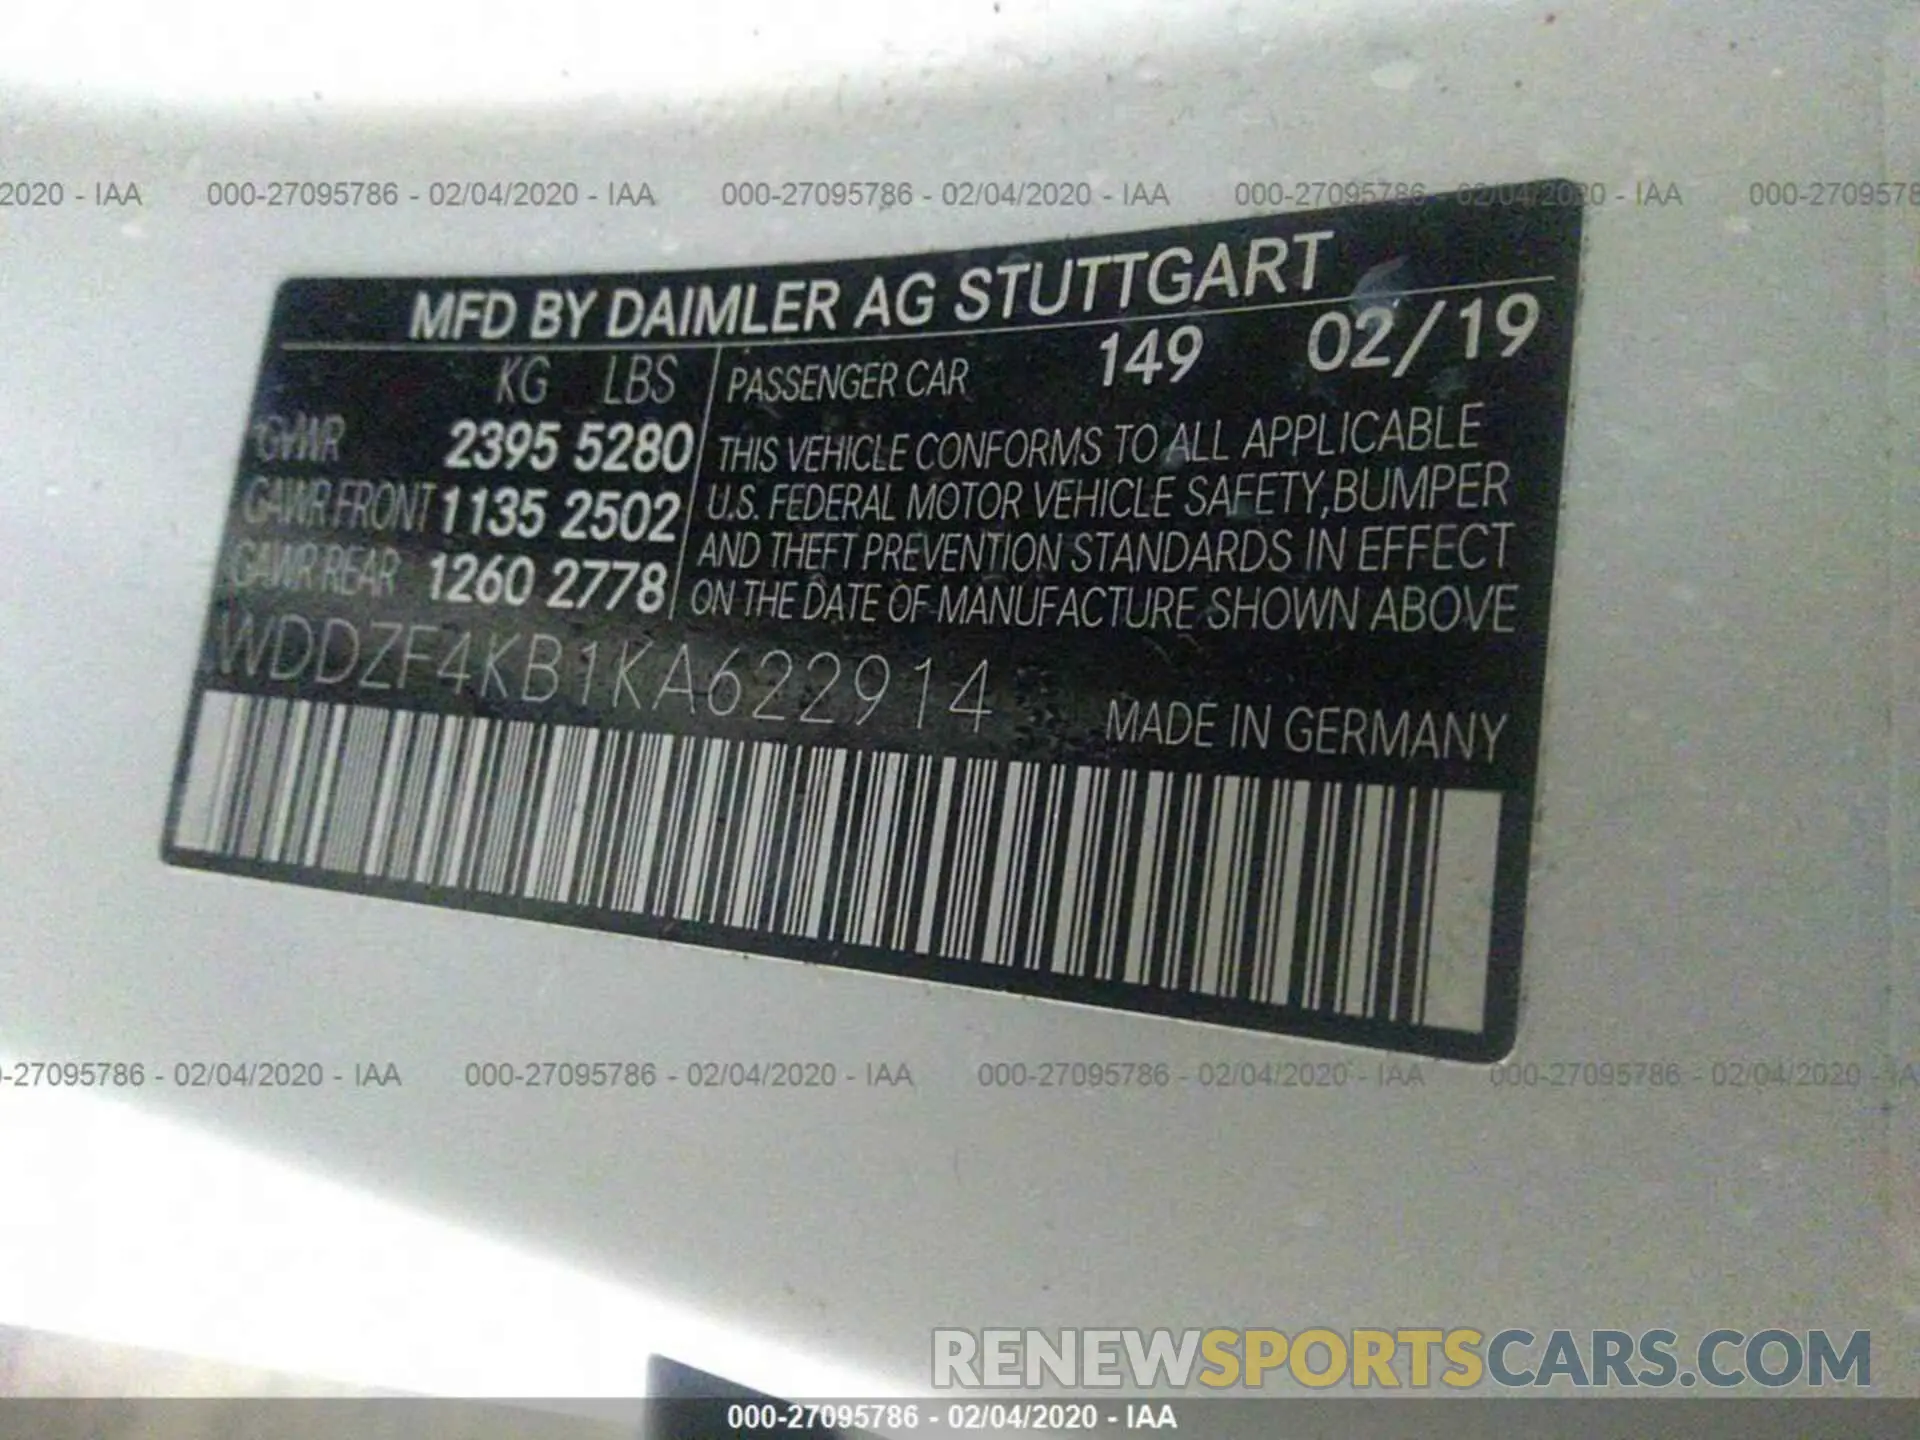 2020 - IAA 000-27095786 - 02/04/2020 - IAA 000-27095786 - 02/04/2020 - IAA 000-27095786 - 02/04/2020 - IAA 000-2709578
MFD BY DAIMLER AG STUTTGART
KG LBS PASSENGER CAR 149 02/19
GVWR 2395 5280 THIS VEHICLE CONFORMS TO ALL APPLICABLE
GAWR FRONT 1135 2502 U.S. FEDERAL MOTOR VEHICLE SAFETY, BUMPER
GAWR REAR 1260 2778 AND THEFT PREVENTION STANDARDS IN EFFECT
ON THE DATE OF MANUFACTURE SHOWN ABOVE
WDDZF4KB1KA622914
MADE IN GERMANY
0-27095786 - 02/04/2020 - IAA 000-27095786 - 02/04/2020 - IAA 000-27095786 - 02/04/2020 - IAA 000-27095786 - 02/04/2020 - IA
RENEWSPORTSCARS.COM
000-27095786 - 02/04/2020 - IAA